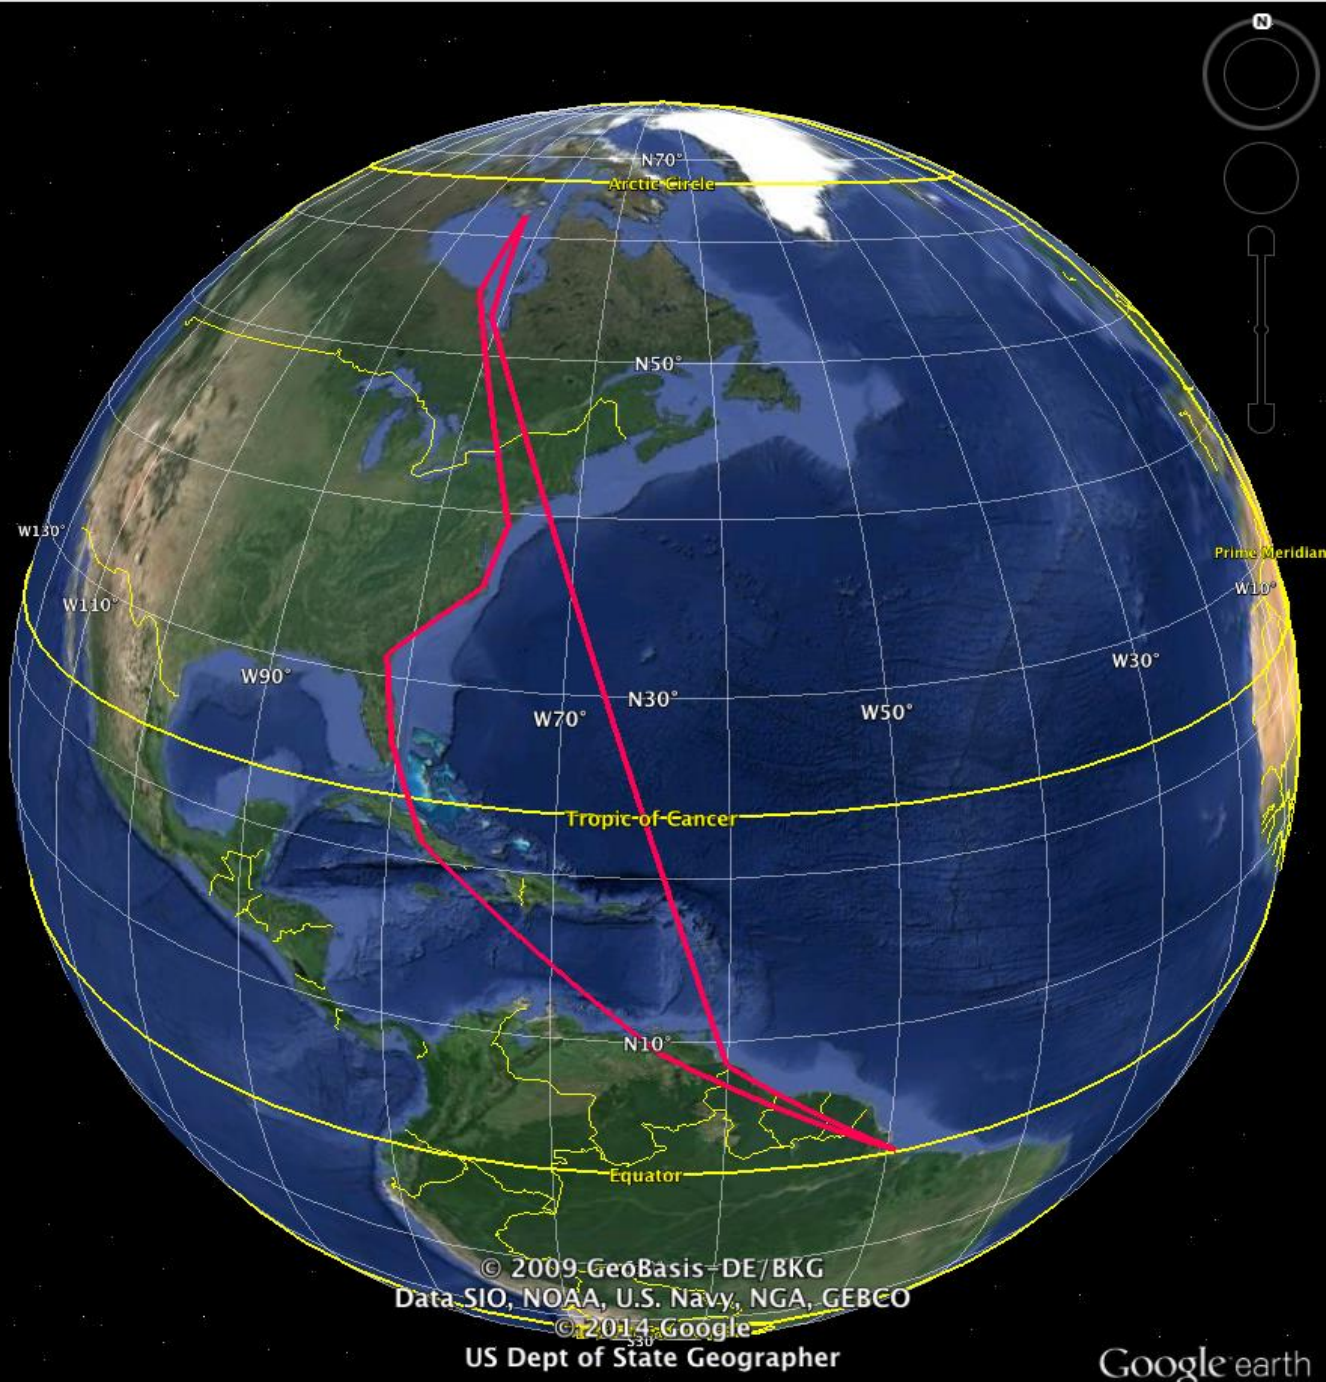 N
N70°
Arctic Circle
N50°
W130°
Prime Meridian
W10°
W110°
W30°
W90°
N30°
W70°
W50°
Tropic of Cancer
N10°
Equator
© 2009 GeoBasis-DE/BKG
Data SIO, NOAA, U.S. Navy, NGA, GEBCO
© 2014 Google
S30°
US Dept of State Geographer
Google earth